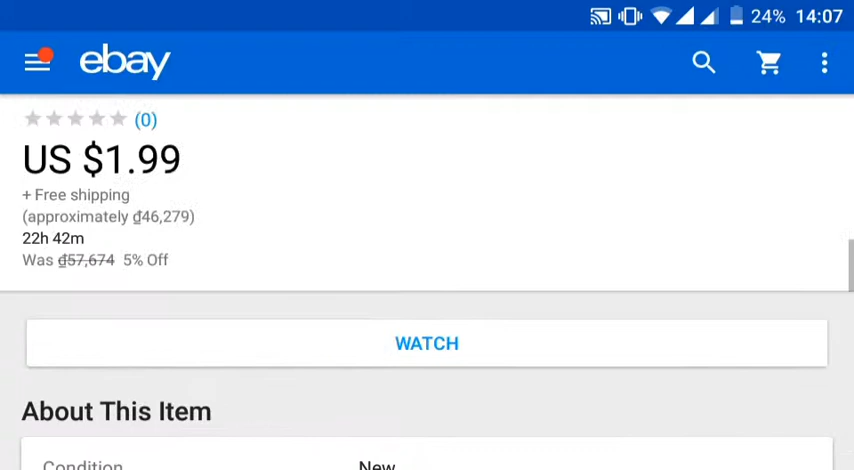 24% 14:07
ebay
(0)
US $1.99
+ Free shipping
(approximately ₫46,279)
22h 42m
Was ₫57,674 5% Off
WATCH
About This Item
Condition New